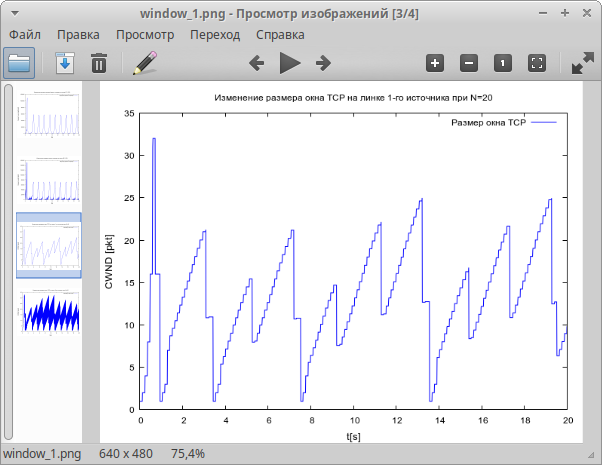 window_1.png - Просмотр изображений [3/4]
Файл Правка Просмотр Переход Справка
1
Изменение размера окна TCP на линке 1-го источника при N=20
Размер окна TCP
35
30
25
20
15
10
5
0
CWND [pkt]
0 2 4 6 8 10 12 14 16 18 20
t[s]
window_1.png 640 x 480 75,4%